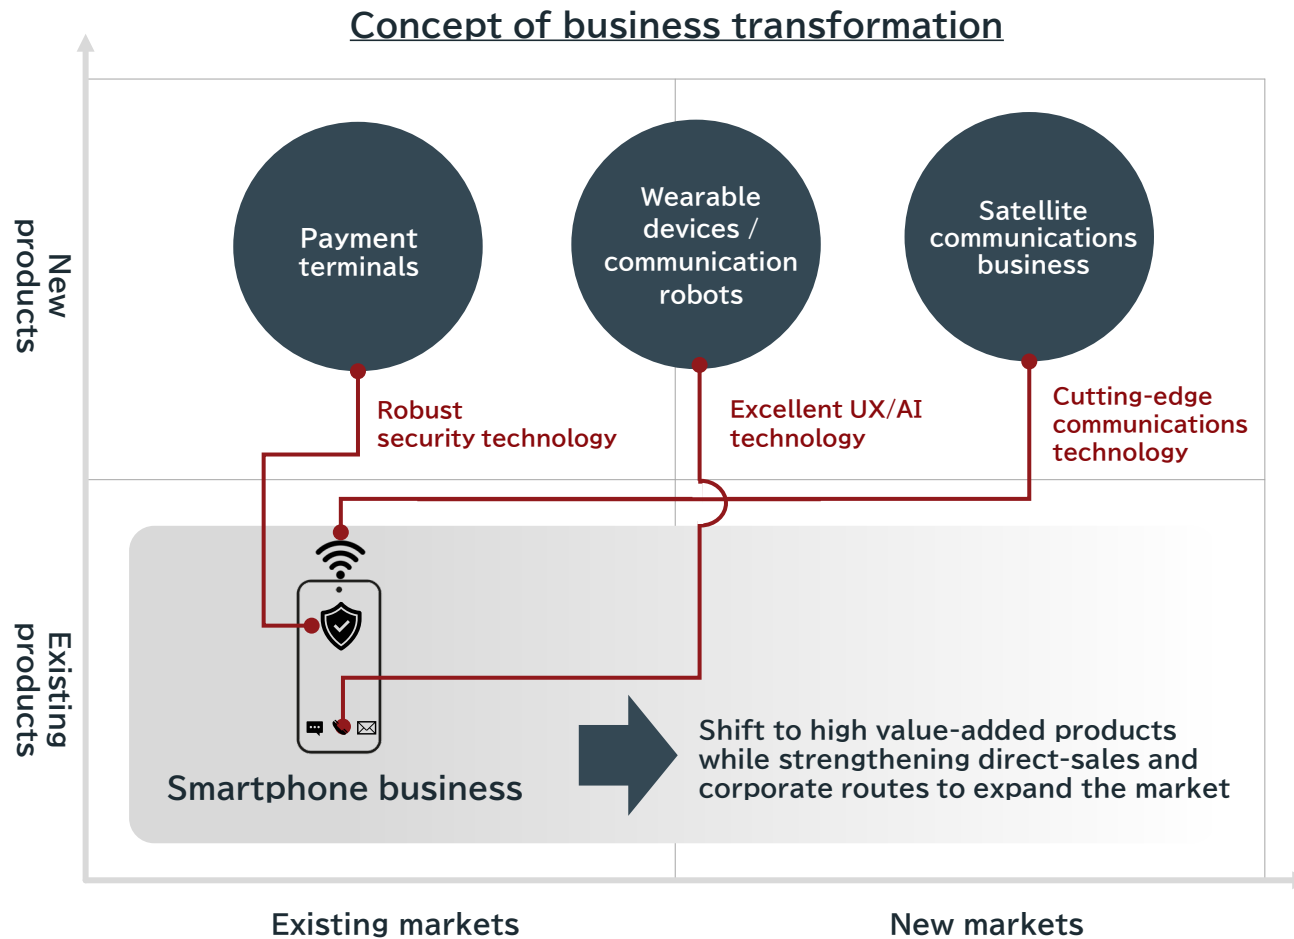 Concept of business transformation
New
products
Payment
terminals
Wearable
devices /
communication
robots
Satellite
communications
business
Robust
security technology
Excellent UX/AI
technology
Cutting-edge
communications
technology
Existing
products
Smartphone business
Shift to high value-added products
while strengthening direct-sales and
corporate routes to expand the market
Existing markets
New markets